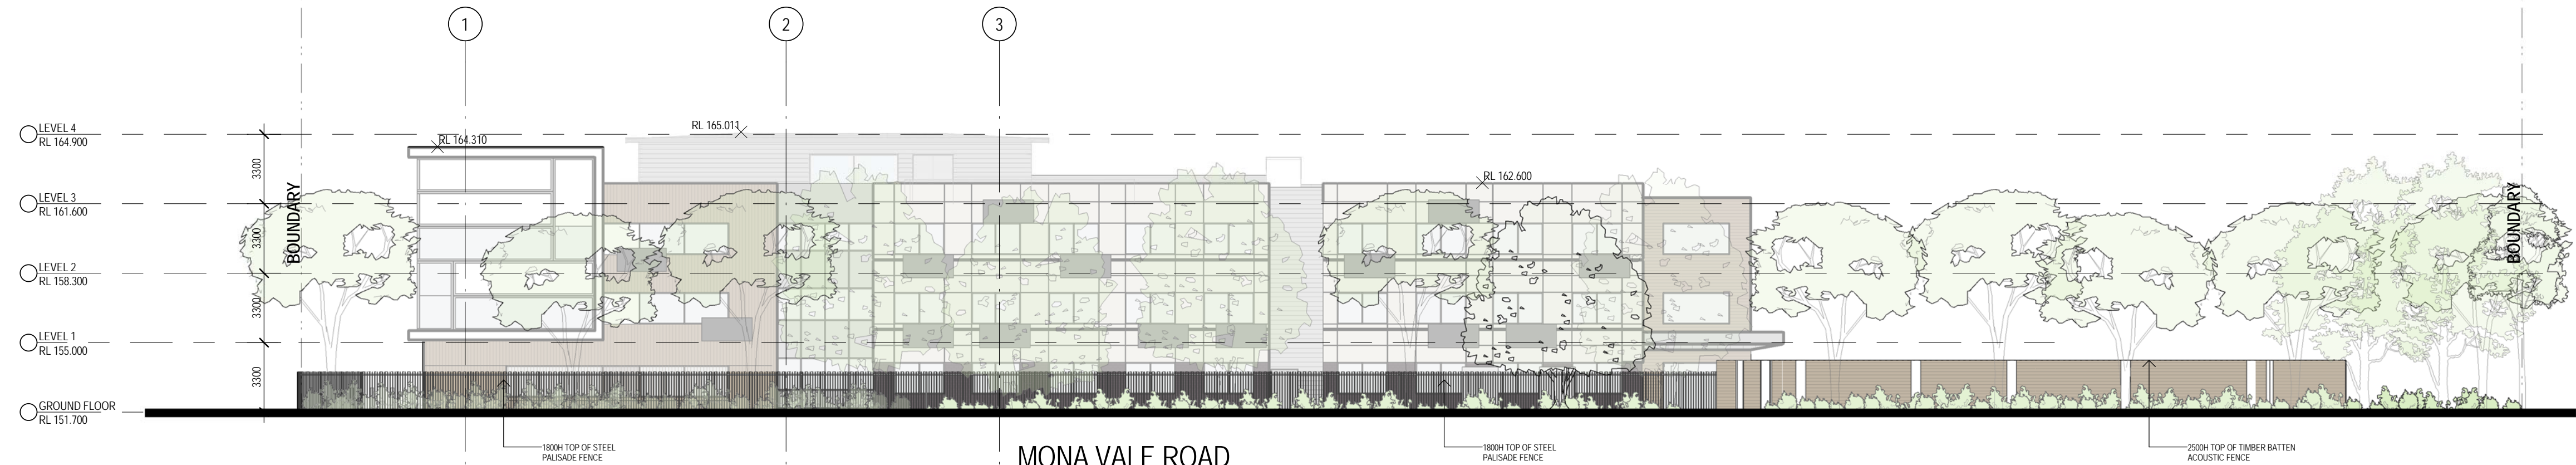 1
2
3
LEVEL 4
RL 164.900
RL 164.310
RL 165.011
3300
LEVEL 3
RL 161.600
RL 162.600
BOUNDARY
BOUNDARY
3300
LEVEL 2
RL 158.300
3300
LEVEL 1
RL 155.000
3300
GROUND FLOOR
RL 151.700
1800H TOP OF STEEL
PALISADE FENCE
MONA VALE ROAD
1800H TOP OF STEEL
PALISADE FENCE
2500H TOP OF TIMBER BATTEN
ACOUSTIC FENCE